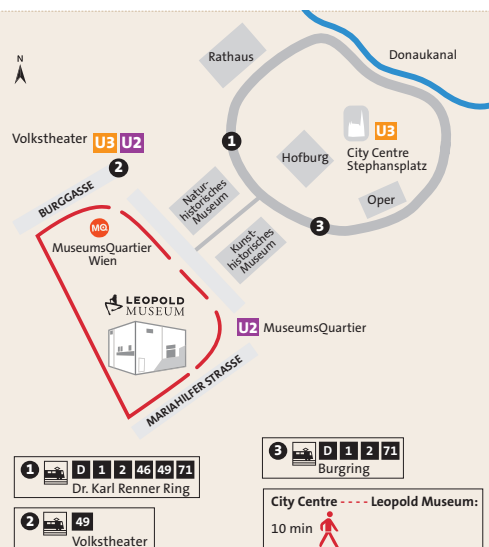 N
Rathaus
Donaukanal
Volkstheater U3 U2
2
1
U3
City Centre
Stephansplatz
Hofburg
Natur-
historisches
Museum
BURGGASSE
Oper
3
Kunst-
historisches
Museum
MQ
MuseumsQuartier
Wien
LEOPOLD
MUSEUM
U2 MuseumsQuartier
MARIAHILFER STRASSE
1 D 1 2 46 49 71
Dr. Karl Renner Ring
2 49
Volkstheater
3 D 1 2 71
Burgring
City Centre - - - - Leopold Museum:
10 min